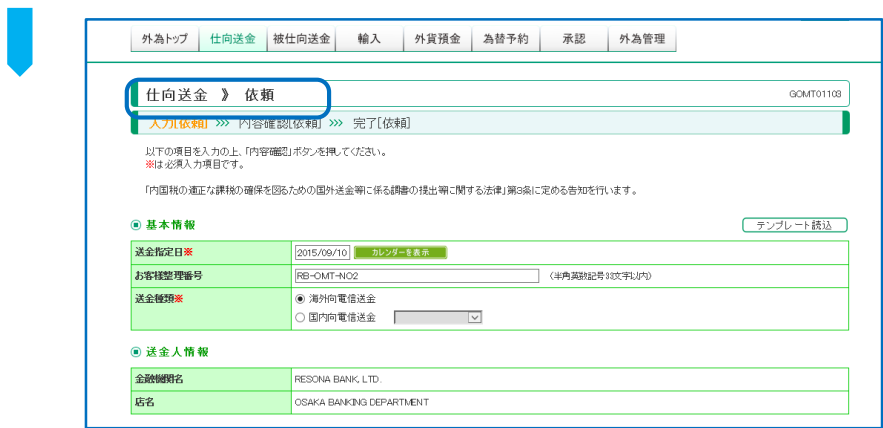 外為トップ 仕向送金 被仕向送金 輸入 外貨預金 為替予約 承認 外為管理
仕向送金 》 依頼 GOMT01103
入力[依頼] >>> 内容確認[依頼] >>> 完了[依頼]
以下の項目を入力の上、「内容確認」ボタンを押してください。
※は必須入力項目です。
「内国税の適正な課税の確保を図るための国外送金等に係る調書の提出等に関する法律」第3条に定める告知を行います。
基本情報 テンプレート読込
送金指定日※ 2015/09/10 カレンダーを表示
お客様整理番号 RB-OMT-NO2 (半角英数記号33文字以内)
送金種類※ 海外向電信送金
国内向電信送金
送金人情報
金融機関名 RESONA BANK, LTD.
店名 OSAKA BANKING DEPARTMENT